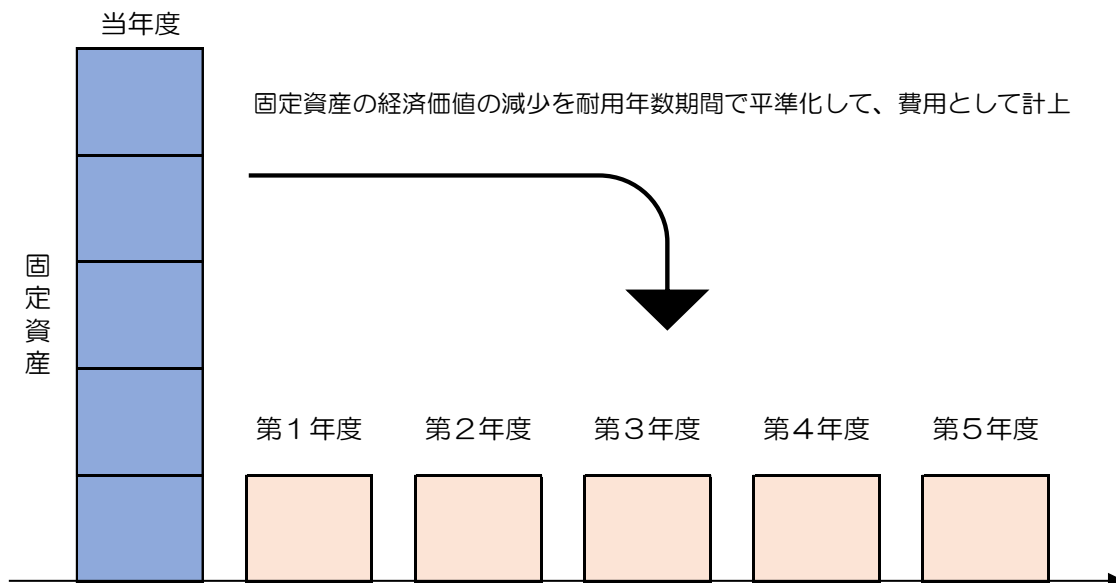 当年度
固定資産の経済価値の減少を耐用年数期間で平準化して、費用として計上
固定資産
第１年度
第２年度
第３年度
第４年度
第５年度